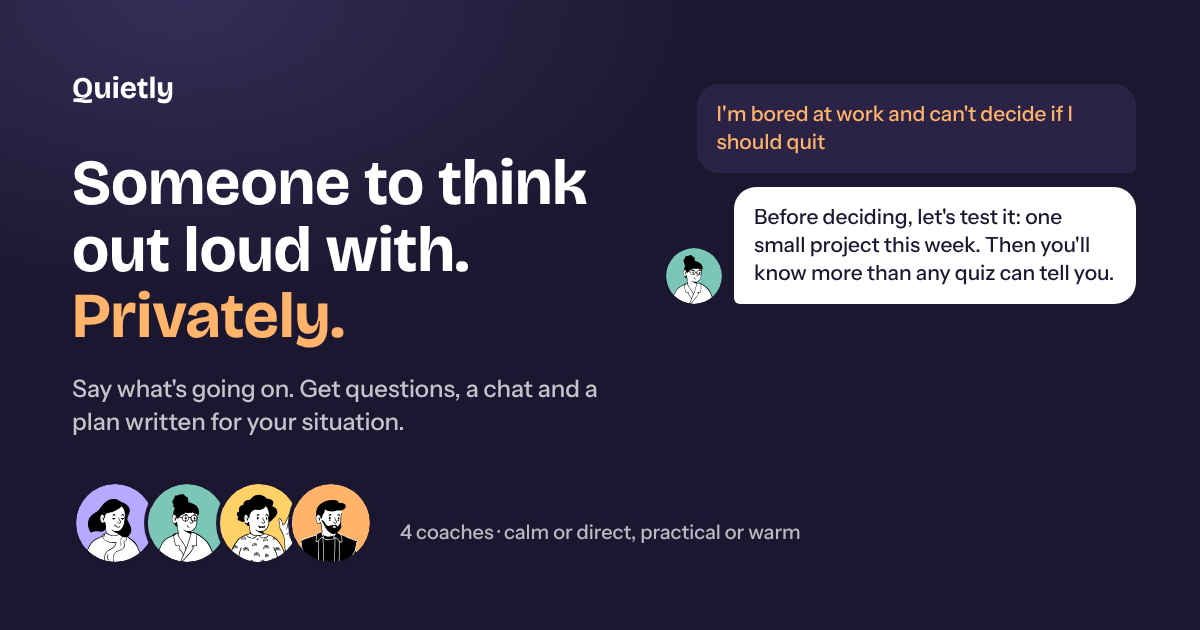 Quietly
Someone to think
out loud with.
Privately.
Say what's going on. Get questions, a chat and a
plan written for your situation.
4 coaches · calm or direct, practical or warm
I'm bored at work and can't decide if I
should quit
Before deciding, let's test it: one
small project this week. Then you'll
know more than any quiz can tell you.